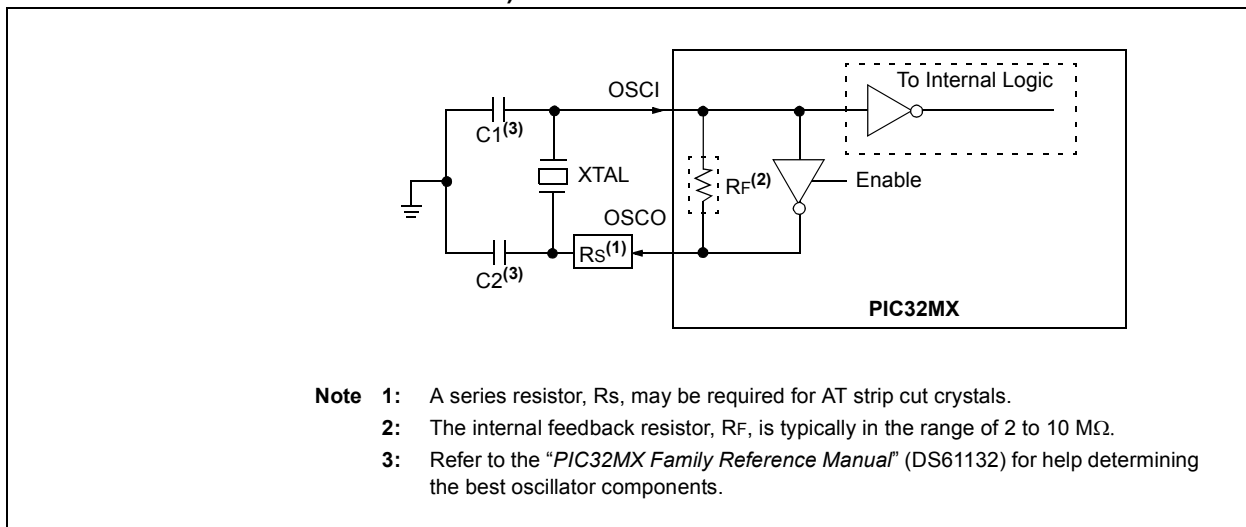 OSCI
To Internal Logic
C1(3)
XTAL
RF(2)
Enable
OSCO
RS(1)
C2(3)
PIC32MX
Note 1: A series resistor, Rs, may be required for AT strip cut crystals.
2: The internal feedback resistor, RF, is typically in the range of 2 to 10 MΩ.
3: Refer to the “PIC32MX Family Reference Manual” (DS61132) for help determining
the best oscillator components.